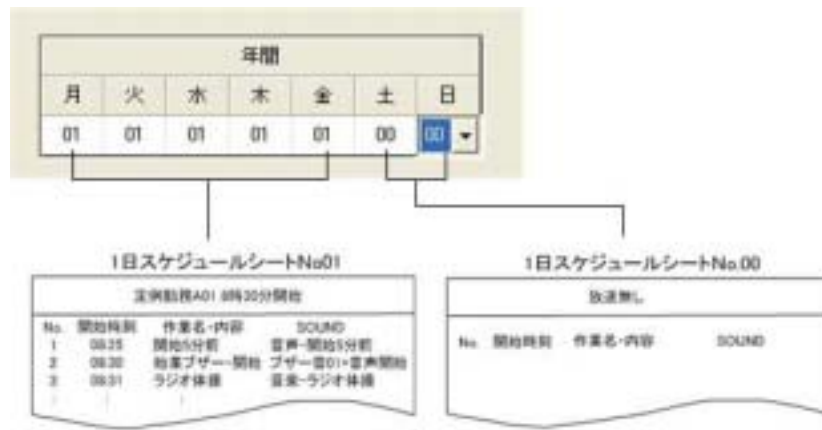 年間
月 火 水 木 金 土 日
01 01 01 01 01 00 00
1日スケジュールシートNo01
定例勤務A01 8時30分開始
No. 開始時刻 作業名・内容 SOUND
1 08:25 開始5分前 音声-開始5分前
2 08:30 始業ブザー・開始 ブザー音01+音声開始
3 08:31 ラジオ体操 音楽-ラジオ体操
1日スケジュールシートNo.00
放送無し
No. 開始時刻 作業名・内容 SOUND